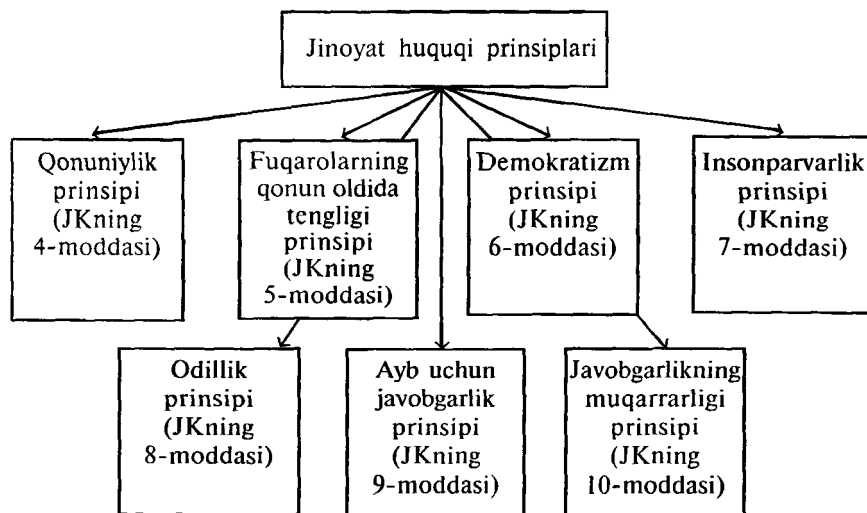 Jinoyat huquqi prinsiplari
Qonuniylik
prinsipi
(JKning
4-moddasi)
Fuqarolarning
qonun oldida
tengligi
prinsipi
(JKning
5-moddasi)
Demokratizm
prinsipi
(JKning
6-moddasi)
Insonparvarlik
prinsipi
(JKning
7-moddasi)
Odillik
prinsipi
(JKning
8-moddasi)
Ayb uchun
javobgarlik
prinsipi
(JKning
9-moddasi)
Javobgarlikning
muqarrarligi
prinsipi
(JKning
10-moddasi)